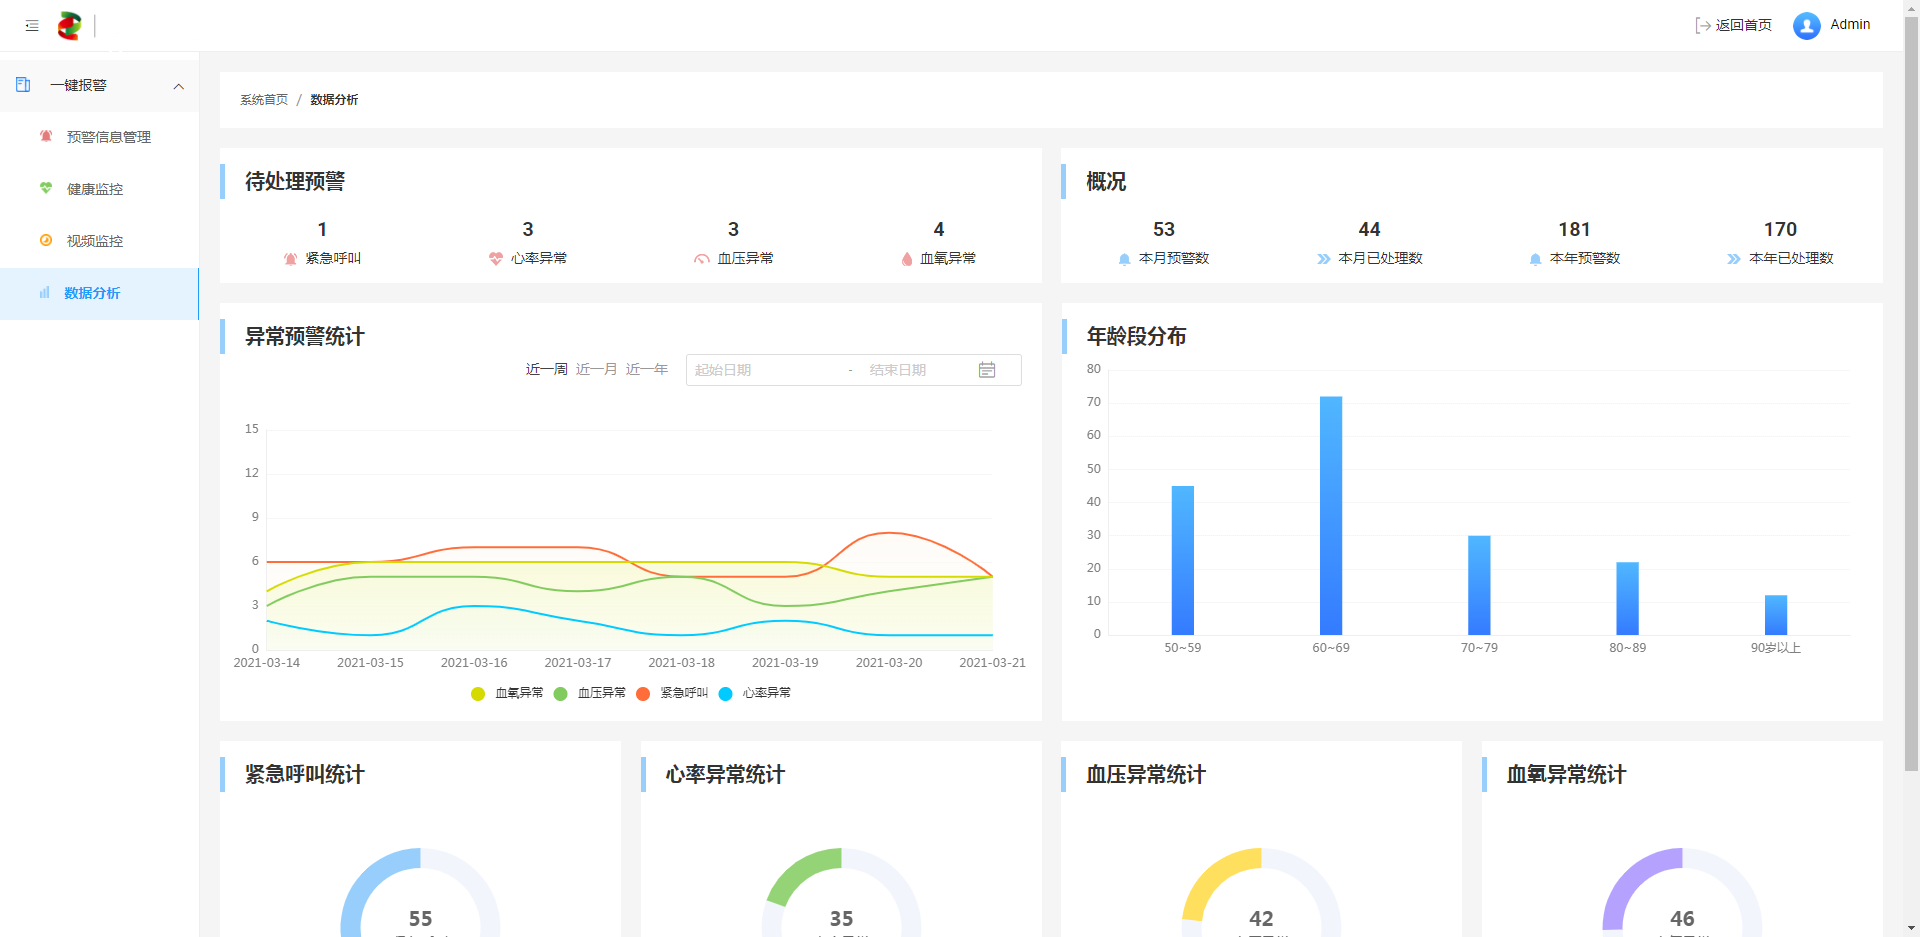 返回首页
Admin
一键报警
预警信息管理
健康监控
视频监控
数据分析
系统首页 / 数据分析
待处理预警
1 3 3 4
紧急呼叫 心率异常 血压异常 血氧异常
概况
53 44 181 170
本月预警数 本月已处理数 本年预警数 本年已处理数
异常预警统计
近一周 近一月 近一年 起始日期 - 结束日期
15
12
9
6
3
0
2021-03-14 2021-03-15 2021-03-16 2021-03-17 2021-03-18 2021-03-19 2021-03-20 2021-03-21
血氧异常 血压异常 紧急呼叫 心率异常
年龄段分布
80
70
60
50
40
30
20
10
0
50~59 60~69 70~79 80~89 90岁以上
紧急呼叫统计
55
心率异常统计
35
血压异常统计
42
血氧异常统计
46